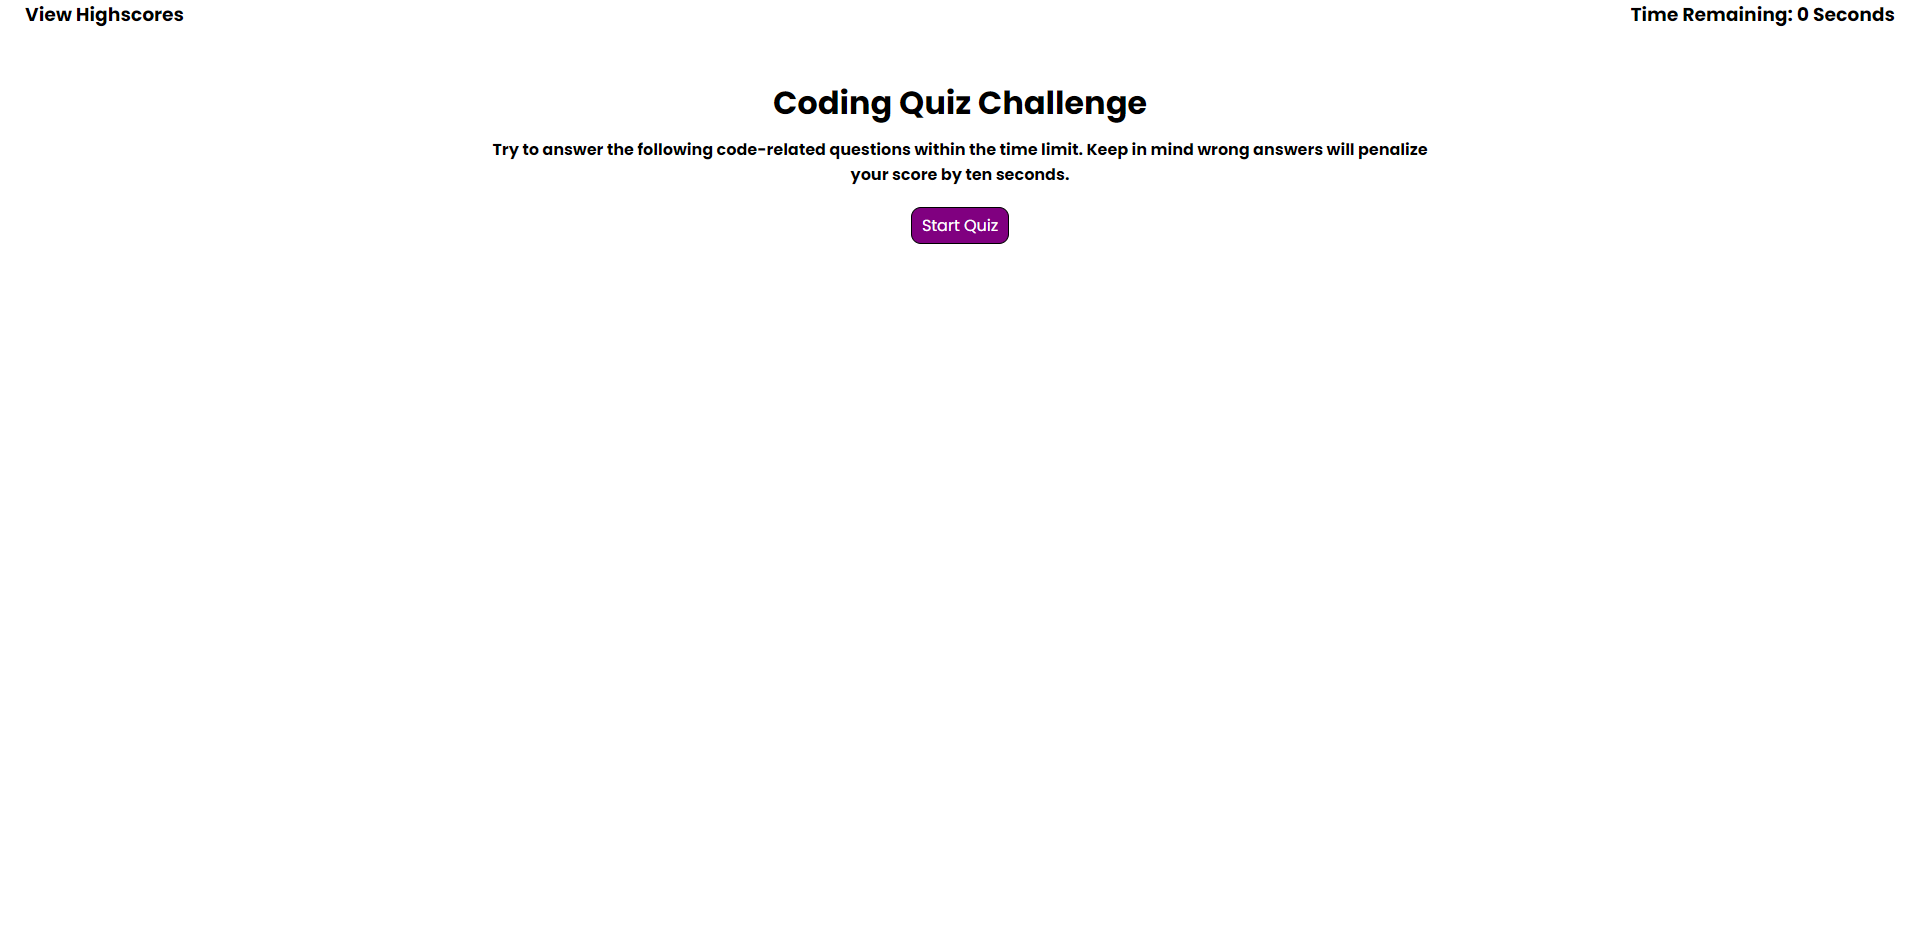 View Highscores
Time Remaining: 0 Seconds
Coding Quiz Challenge
Try to answer the following code-related questions within the time limit. Keep in mind wrong answers will penalize
your score by ten seconds.
Start Quiz